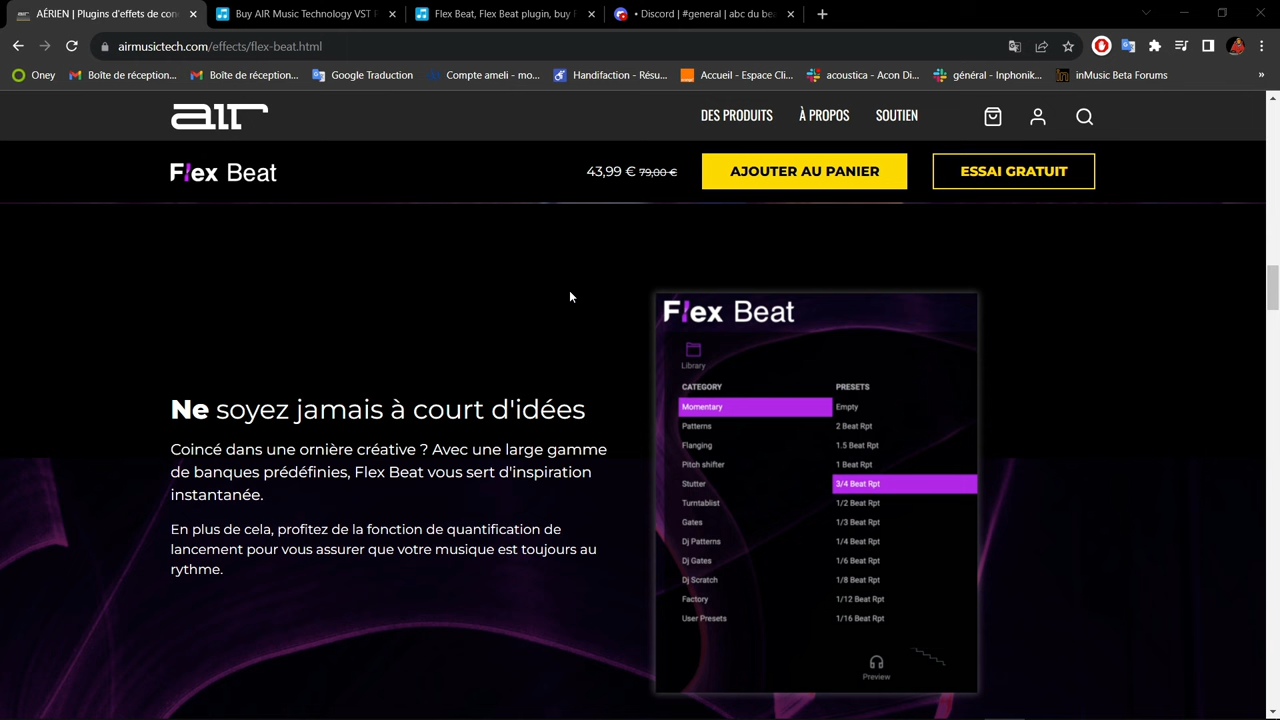 AÉRIEN | Plugins d'effets de con
Buy AIR Music Technology VST F
Flex Beat, Flex Beat plugin, buy F
• Discord | #general | abc du bea
airmusictech.com/effects/flex-beat.html
Oney
Boîte de réception...
Boîte de réception...
Google Traduction
Compte ameli - mo...
Handifaction - Résu...
Accueil - Espace Cli...
acoustica - Acon Di...
général - Inphonik...
inMusic Beta Forums
»
air
DES PRODUITS
À PROPOS
SOUTIEN
Flex Beat
43,99 € 79,00 €
AJOUTER AU PANIER
ESSAI GRATUIT
Ne soyez jamais à court d'idées
Coincé dans une ornière créative ? Avec une large gamme
de banques prédéfinies, Flex Beat vous sert d'inspiration
instantanée.
En plus de cela, profitez de la fonction de quantification de
lancement pour vous assurer que votre musique est toujours au
rythme.
Flex Beat
Library
CATEGORY
Momentary
Patterns
Flanging
Pitch shifter
Stutter
Turntablist
Gates
Dj Patterns
Dj Gates
Dj Scratch
Factory
User Presets
PRESETS
Empty
2 Beat Rpt
1.5 Beat Rpt
1 Beat Rpt
3/4 Beat Rpt
1/2 Beat Rpt
1/3 Beat Rpt
1/4 Beat Rpt
1/6 Beat Rpt
1/8 Beat Rpt
1/12 Beat Rpt
1/16 Beat Rpt
Preview